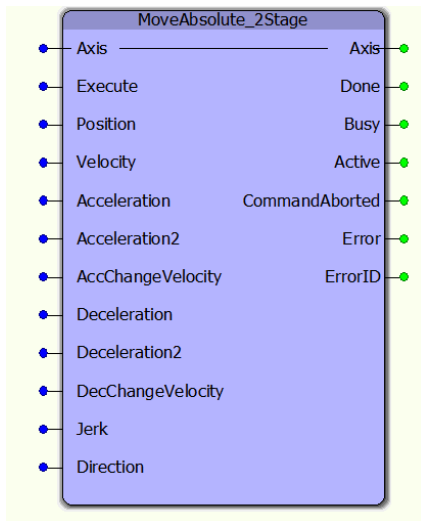 MoveAbsolute_2Stage
Axis Axis
Execute Done
Position Busy
Velocity Active
Acceleration CommandAborted
Acceleration2 Error
AccChangeVelocity ErrorID
Deceleration
Deceleration2
DecChangeVelocity
Jerk
Direction